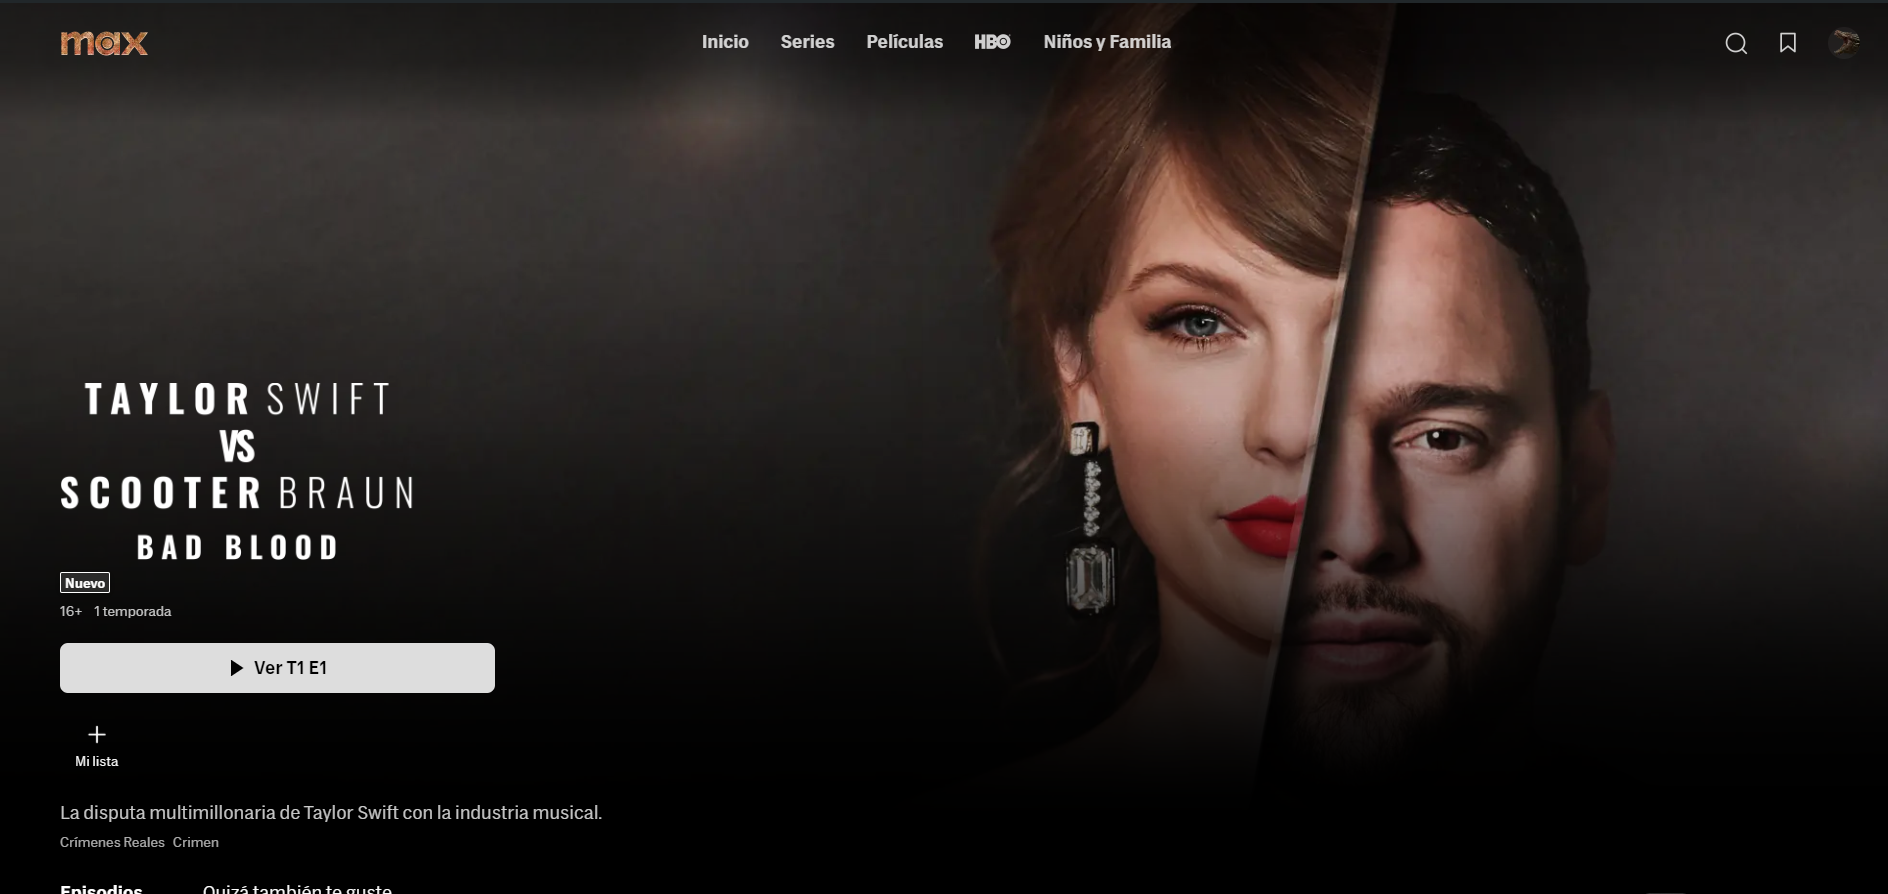 max
Inicio Series Películas HBO Niños y Familia
TAYLOR SWIFT
VS
SCOOTER BRAUN
BAD BLOOD
Nuevo
16+ 1 temporada
Ver T1 E1
Mi lista
La disputa multimillonaria de Taylor Swift con la industria musical.
Crímenes Reales Crimen
Episodios Quizá también te guste